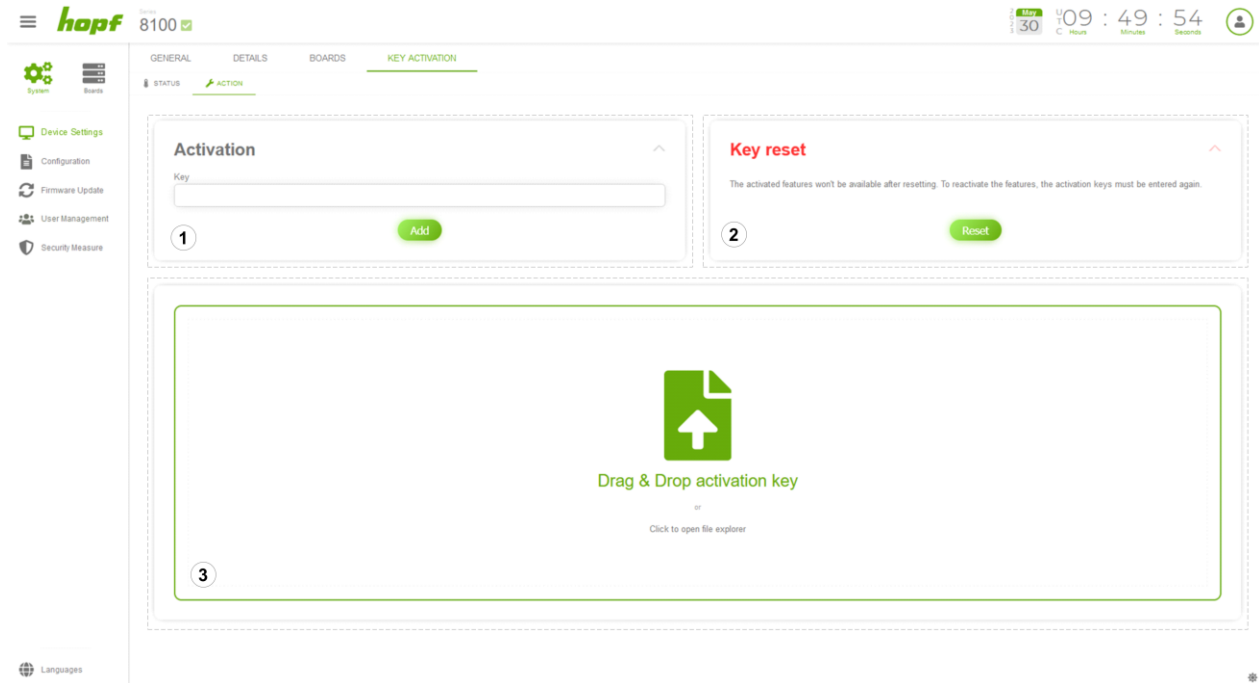 hopf
Series
8100
2023
May
30
UTC
09 : 49 : 54
Hours Minutes Seconds
System Boards
GENERAL DETAILS BOARDS KEY ACTIVATION
STATUS ACTION
Device Settings
Configuration
Firmware Update
User Management
Security Measure
Activation
Key
Add
1
Key reset
The activated features won't be available after resetting. To reactivate the features, the activation keys must be entered again.
Reset
2
Drag & Drop activation key
or
Click to open file explorer
3
Languages